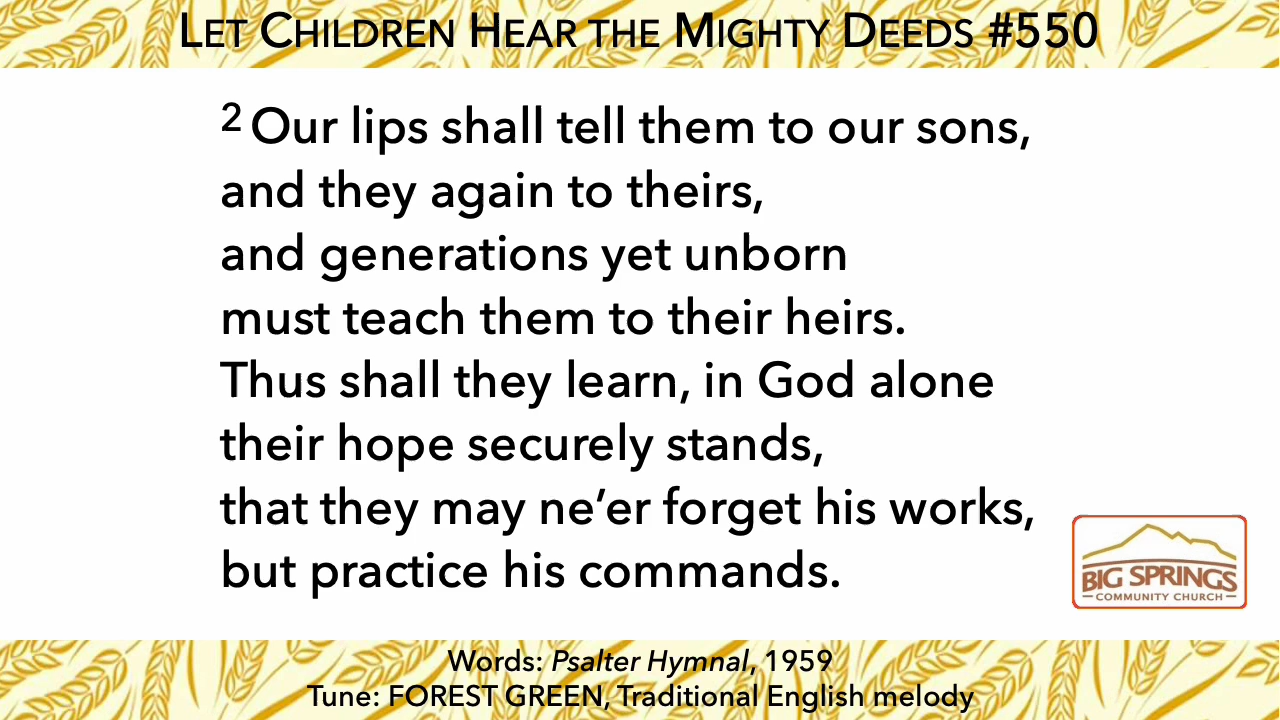 Let Children Hear the Mighty Deeds #550
2 Our lips shall tell them to our sons,
and they again to theirs,
and generations yet unborn
must teach them to their heirs.
Thus shall they learn, in God alone
their hope securely stands,
that they may ne’er forget his works,
but practice his commands.
BIG SPRINGS
COMMUNITY CHURCH
Words: Psalter Hymnal, 1959
Tune: FOREST GREEN, Traditional English melody